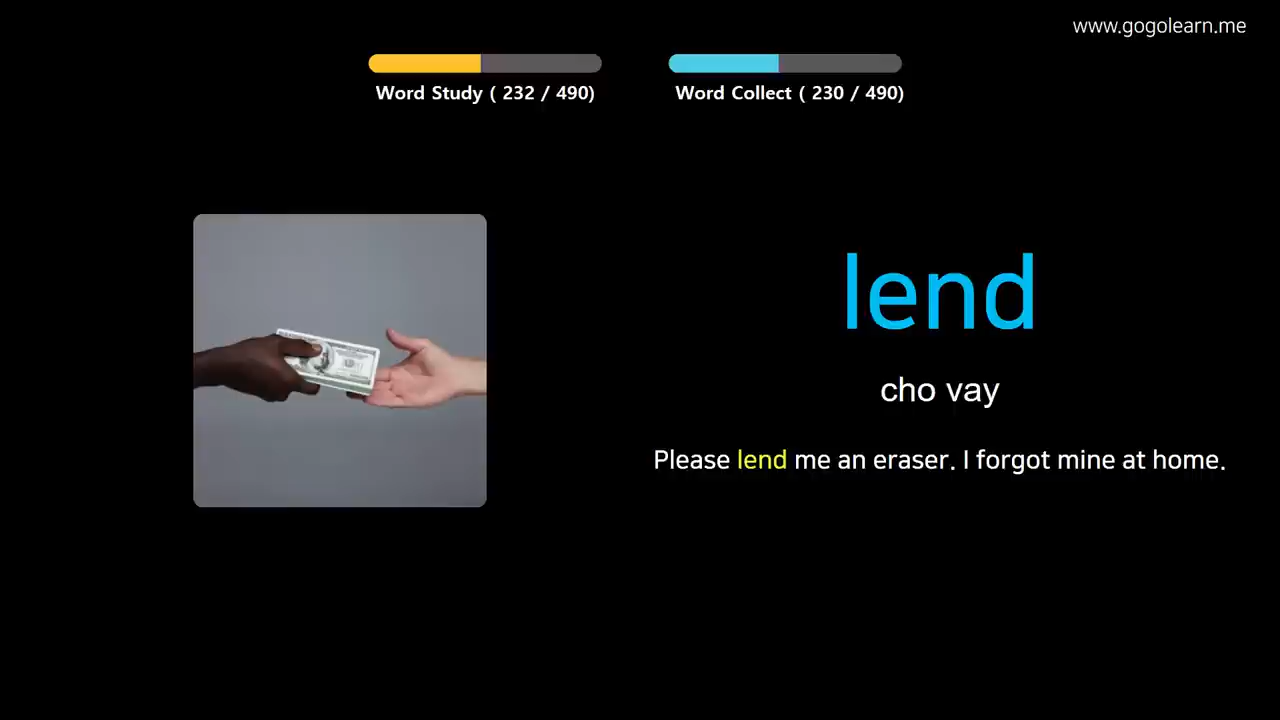 www.gogolearn.me
Word Study ( 232 / 490)
Word Collect ( 230 / 490)
lend
cho vay
Please lend me an eraser. I forgot mine at home.